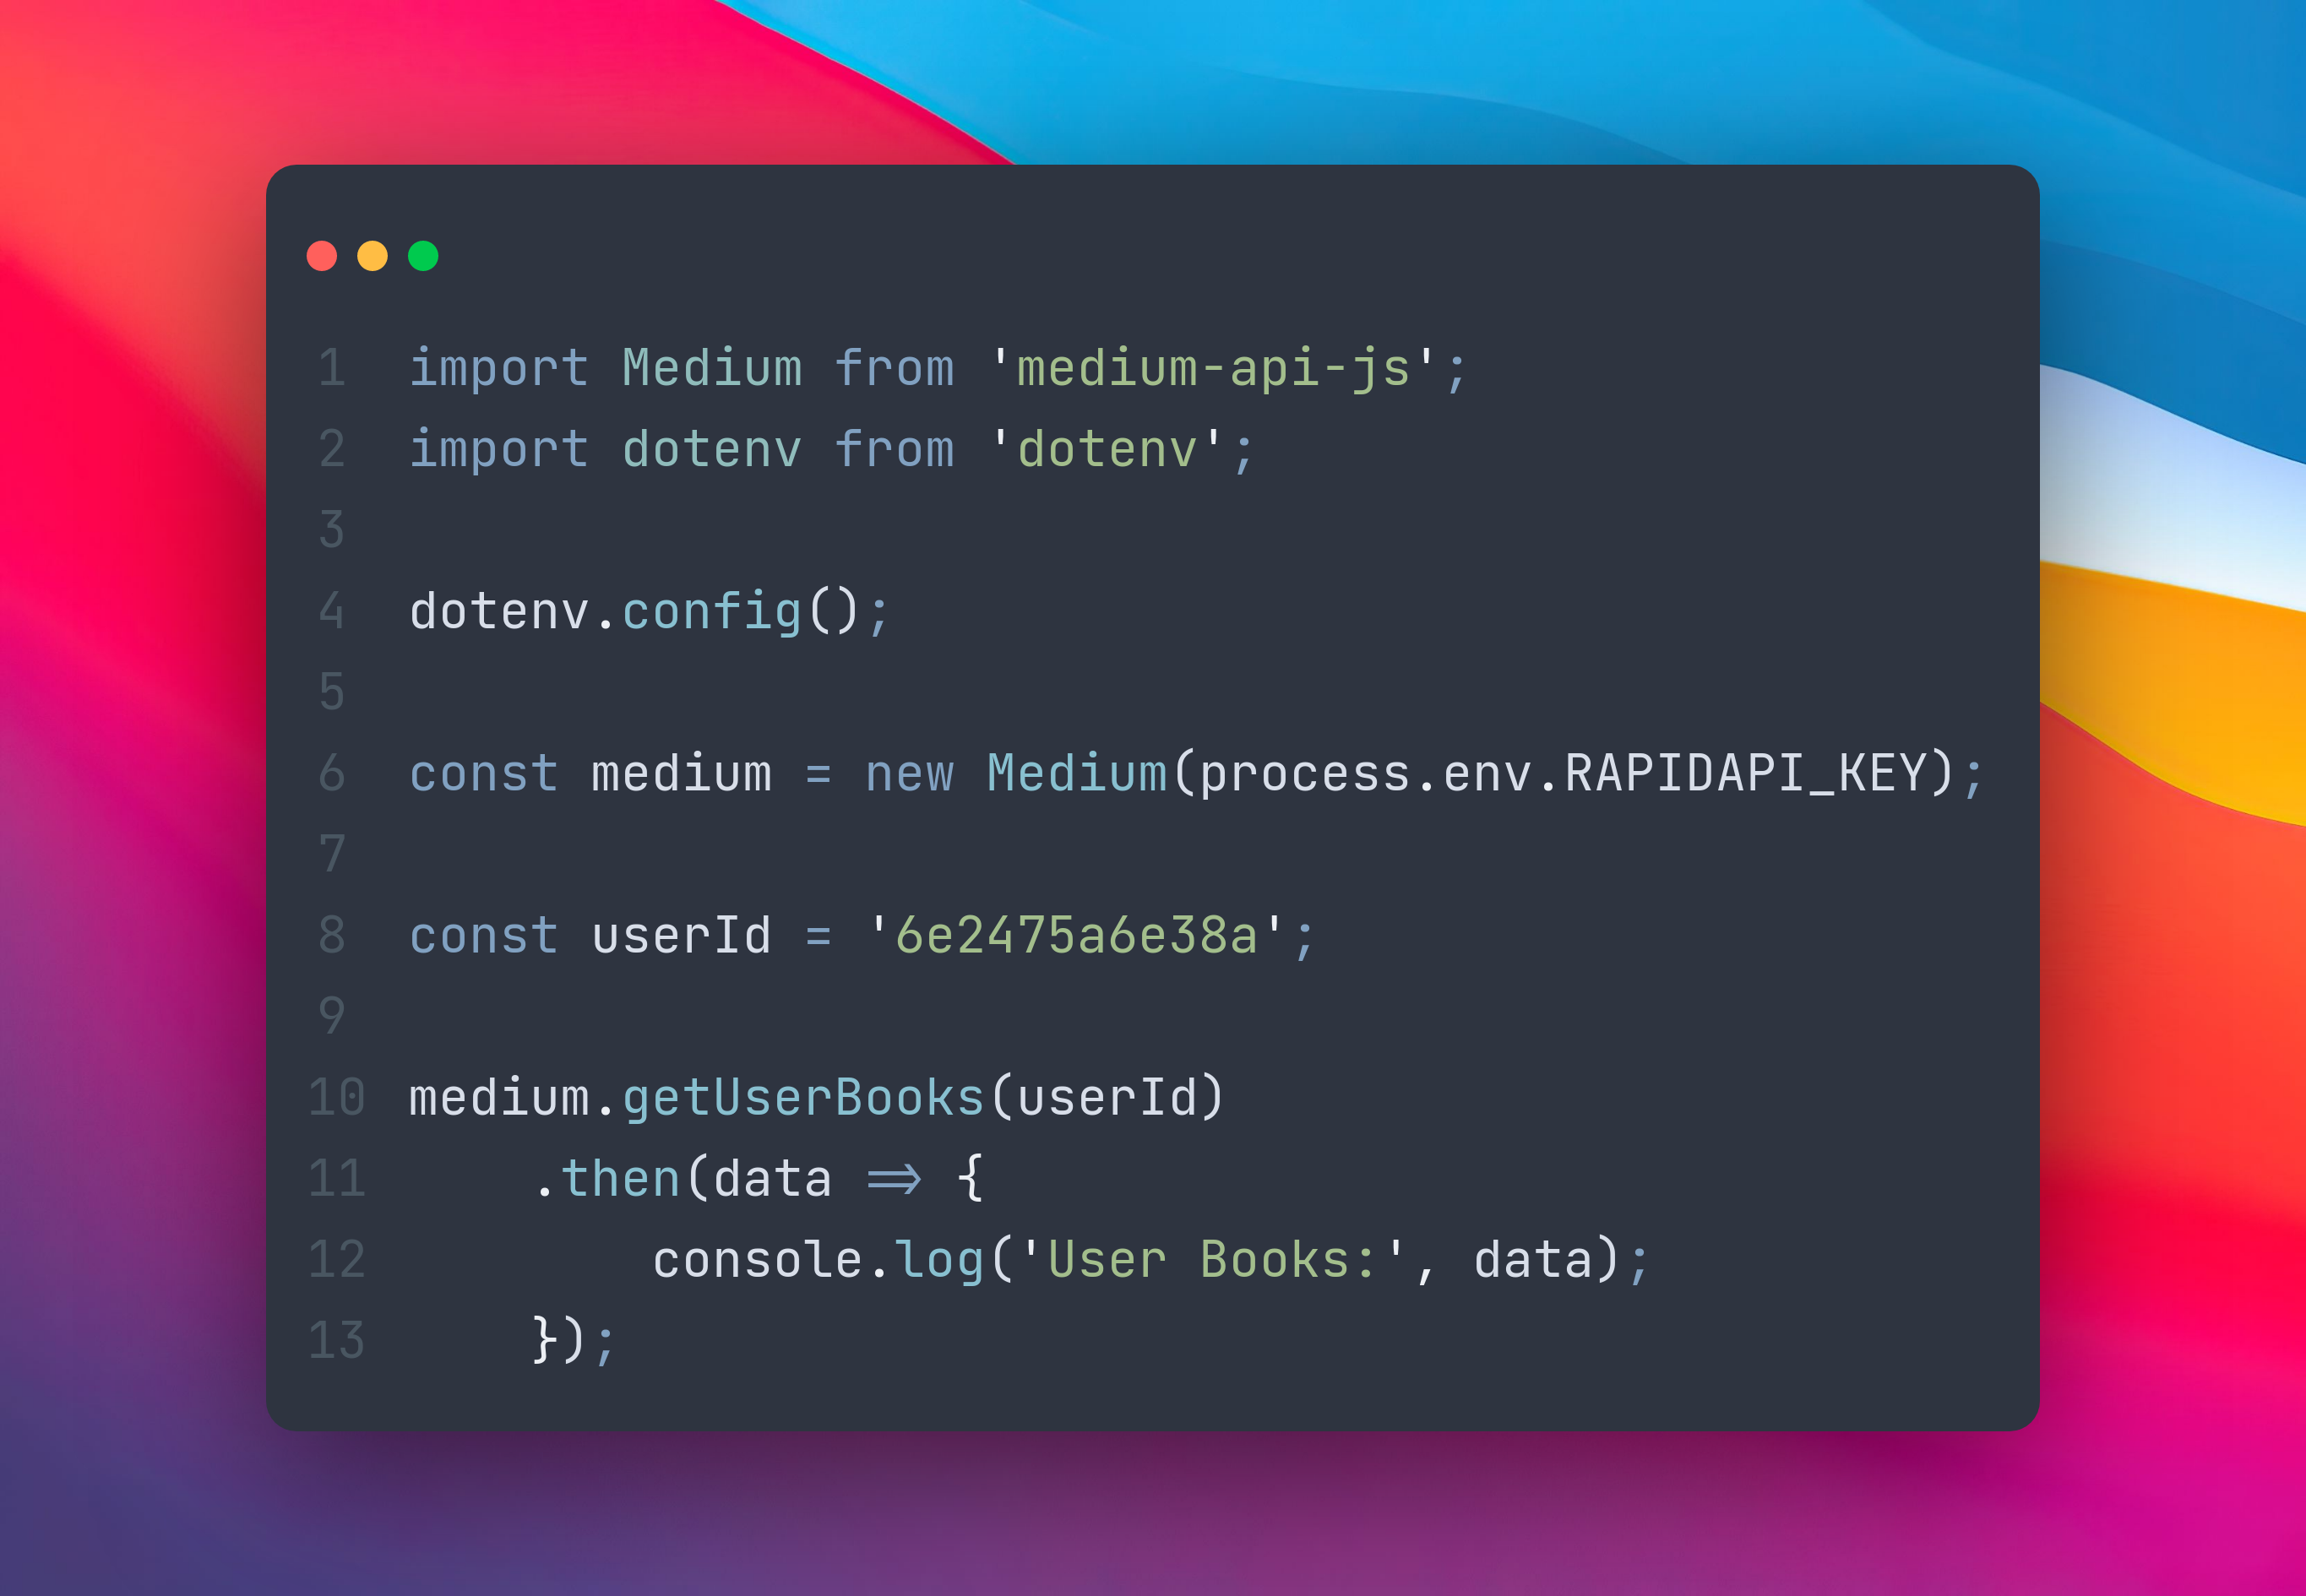 1 import Medium from 'medium-api-js';
2 import dotenv from 'dotenv';
3
4 dotenv.config();
5
6 const medium = new Medium(process.env.RAPIDAPI_KEY);
7
8 const userId = '6e2475a6e38a';
9
10 medium.getUserBooks(userId)
11     .then(data => {
12         console.log('User Books:', data);
13     });